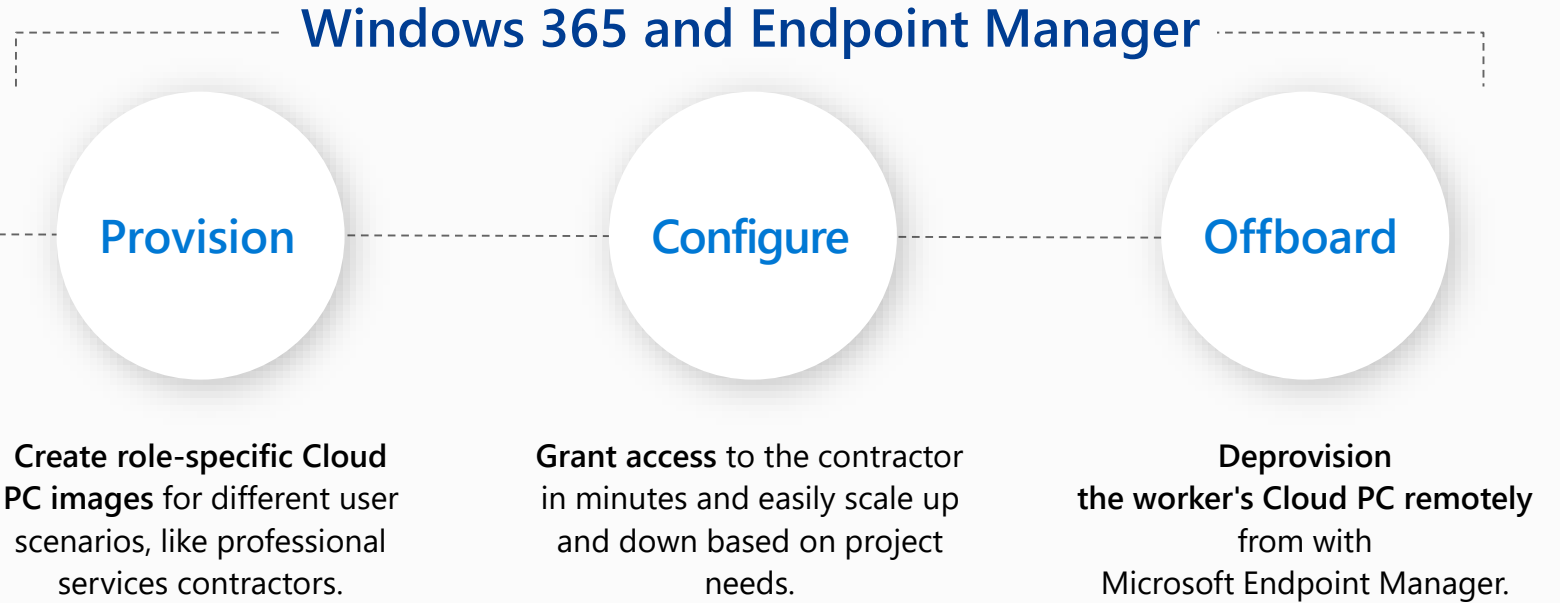 Windows 365 and Endpoint Manager
Provision
Configure
Offboard
Create role-specific Cloud
PC images for different user
scenarios, like professional
services contractors.
Grant access to the contractor
in minutes and easily scale up
and down based on project
needs.
Deprovision
the worker's Cloud PC remotely
from with
Microsoft Endpoint Manager.